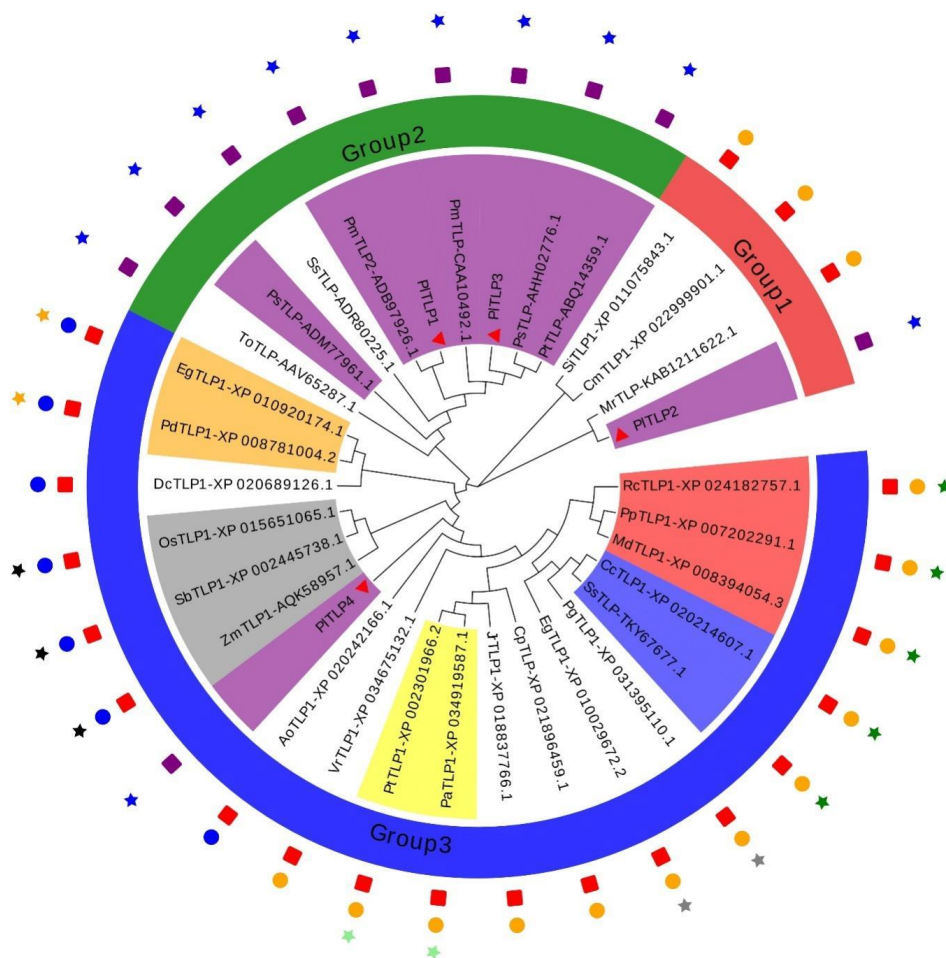 Group2
Group1
Group3
PmTLP2-ADB97926.1
PlTLP1
PmTLP-CAA10492.1
PlTLP3
PsTLP-AHH02776.1
PtTLP-ABQ14359.1
SiTLP1-XP 011075843.1
CmTLP1-XP 022999901.1
MrTLP-KAB1211622.1
PlTLP2
RcTLP1-XP 024182757.1
PpTLP1-XP 007202291.1
MdTLP1-XP 008394054.3
CcTLP1-XP 020214607.1
SsTLP-TKY67677.1
PgTLP1-XP 031395110.1
EgTLP1-XP 010029672.2
CpTLP-XP 021896459.1
JrTLP1-XP 018837766.1
PaTLP1-XP 034919587.1
PtTLP1-XP 002301966.2
VrTLP1-XP 034675132.1
AoTLP1-XP 020242166.1
PlTLP4
ZmTLP1-AQK58957.1
SbTLP1-XP 002445738.1
OsTLP1-XP 015651065.1
DcTLP1-XP 020689126.1
PdTLP1-XP 008781004.2
EgTLP1-XP 010920174.1
ToTLP-AAV65287.1
PsTLP-ADM77961.1
SsTLP-ADR80225.1